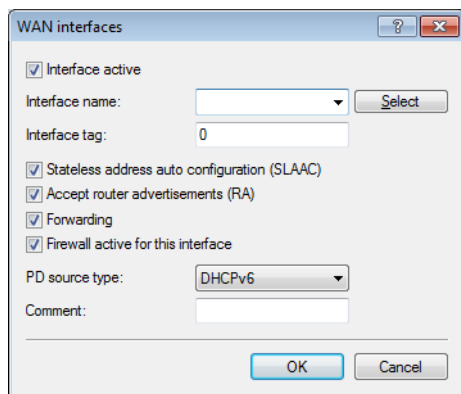 WAN interfaces
Interface active
Interface name:
Select
Interface tag:
0
Stateless address auto configuration (SLAAC)
Accept router advertisements (RA)
Forwarding
Firewall active for this interface
PD source type:
DHCPv6
Comment:
OK
Cancel